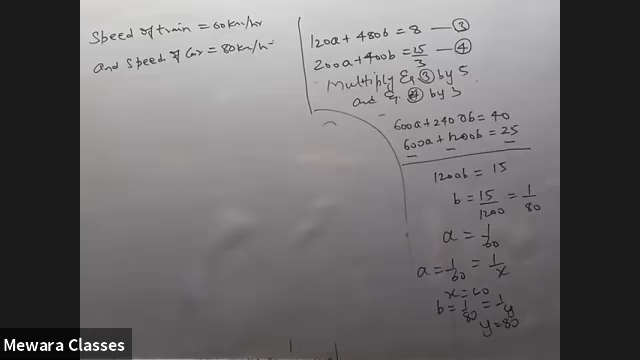 Speed of train = 60km/hr
and Speed of Car = 80km/h
120a + 480b = 8 — ③
200a + 400b = 25/3 — ④
Multiply Eq. ③ by 5
and Eq. ④ by 3
600a + 2400b = 40
600a + 1200b = 25
1200b = 15
b = 15/1200 = 1/80
a = 1/60
a = 1/60 = 1/x
x = 60
b = 1/80 = 1/y
y = 80
Mewara Classes